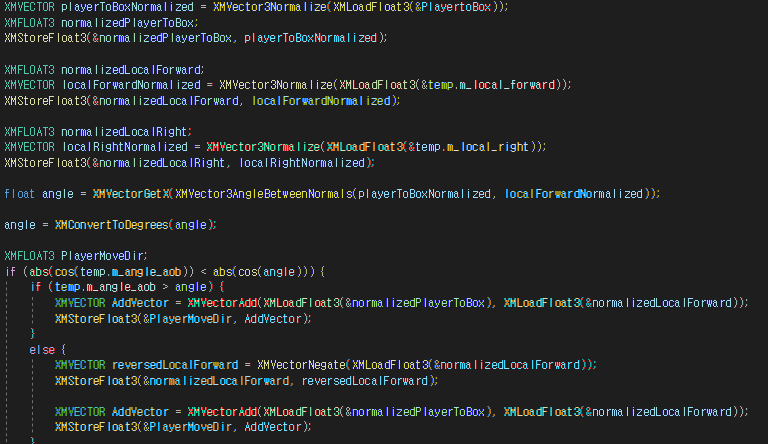 XMVECTOR playerToBoxNormalized = XMVector3Normalize(XMLoadFloat3(&PlayertoBox));
XMFLOAT3 normalizedPlayerToBox;
XMStoreFloat3(&normalizedPlayerToBox, playerToBoxNormalized);
XMFLOAT3 normalizedLocalForward;
XMVECTOR localForwardNormalized = XMVector3Normalize(XMLoadFloat3(&temp.m_local_forward));
XMStoreFloat3(&normalizedLocalForward, localForwardNormalized);
XMFLOAT3 normalizedLocalRight;
XMVECTOR localRightNormalized = XMVector3Normalize(XMLoadFloat3(&temp.m_local_right));
XMStoreFloat3(&normalizedLocalRight, localRightNormalized);
float angle = XMVectorGetX(XMVector3AngleBetweenNormals(playerToBoxNormalized, localForwardNormalized));
angle = XMConvertToDegrees(angle);
XMFLOAT3 PlayerMoveDir;
if (abs(cos(temp.m_angle_aob)) < abs(cos(angle))) {
if (temp.m_angle_aob > angle) {
XMVECTOR AddVector = XMVectorAdd(XMLoadFloat3(&normalizedPlayerToBox), XMLoadFloat3(&normalizedLocalForward));
XMStoreFloat3(&PlayerMoveDir, AddVector);
}
else {
XMVECTOR reversedLocalForward = XMVectorNegate(XMLoadFloat3(&normalizedLocalForward));
XMStoreFloat3(&normalizedLocalForward, reversedLocalForward);
XMVECTOR AddVector = XMVectorAdd(XMLoadFloat3(&normalizedPlayerToBox), XMLoadFloat3(&normalizedLocalForward));
XMStoreFloat3(&PlayerMoveDir, AddVector);
}